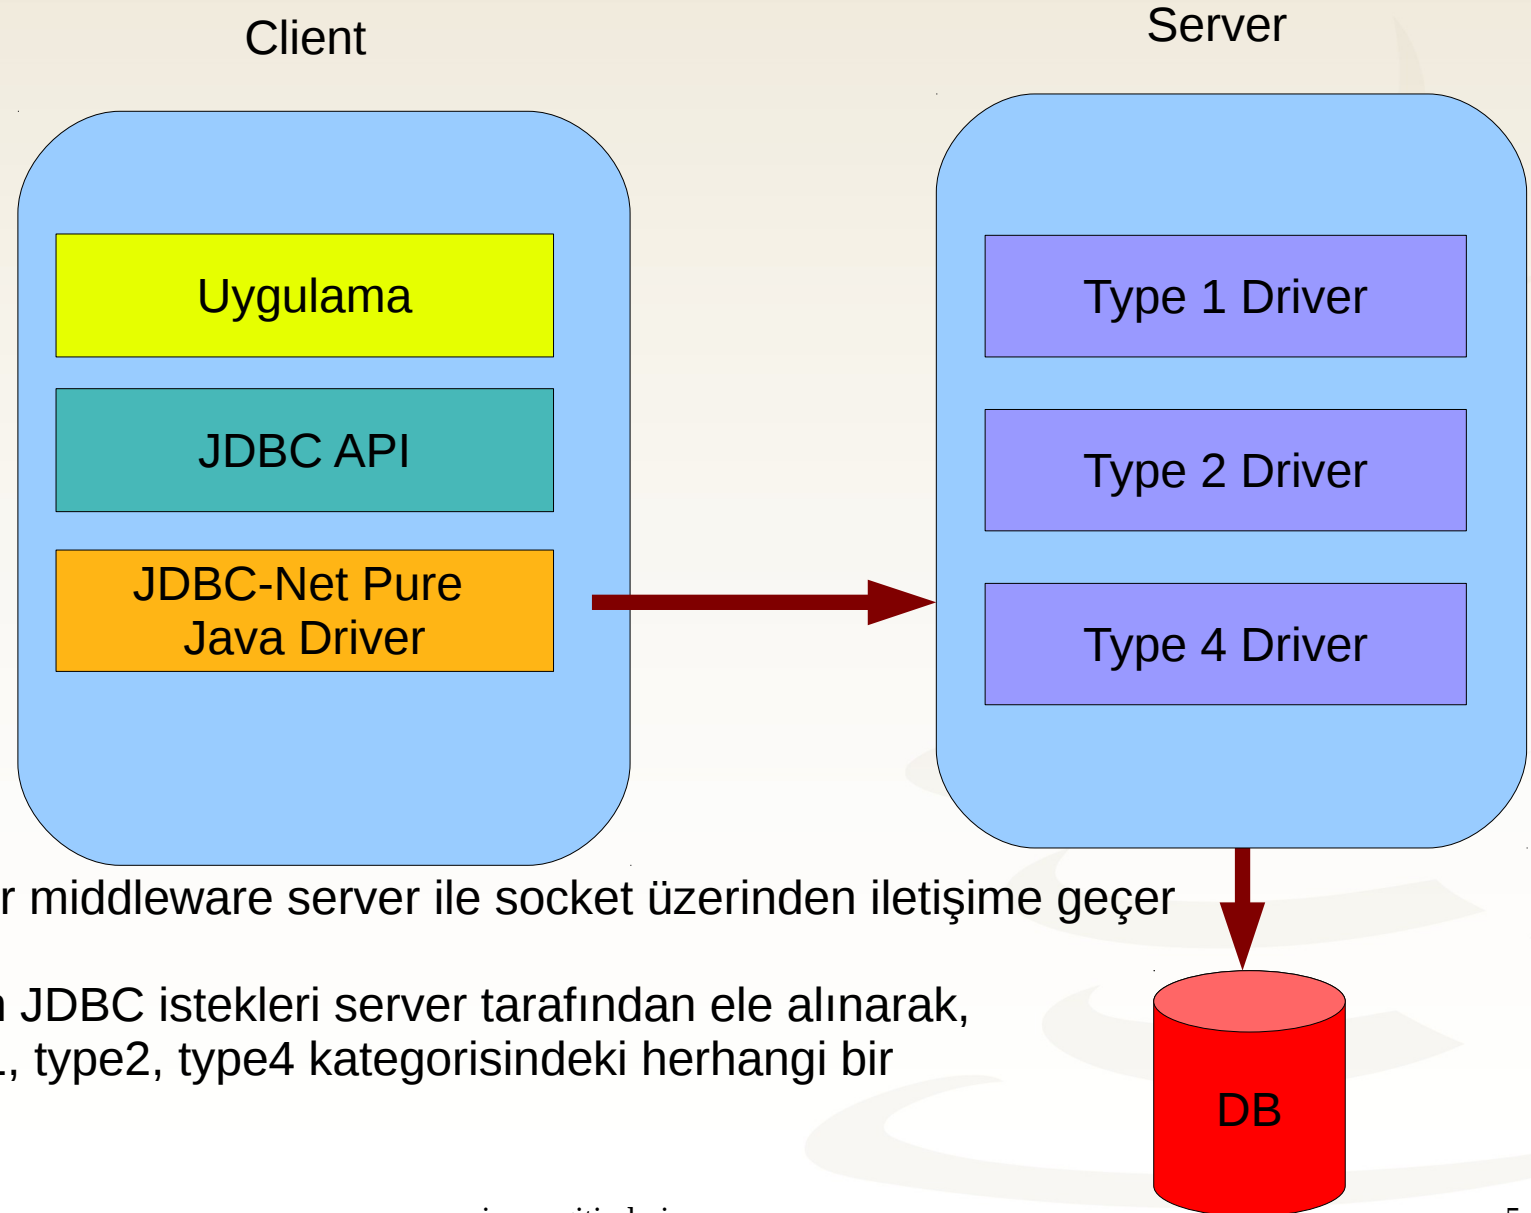 Client
Server
Uygulama
JDBC API
JDBC-Net Pure
Java Driver
Type 1 Driver
Type 2 Driver
Type 4 Driver
r middleware server ile socket üzerinden iletişime geçer
JDBC istekleri server tarafından ele alınarak,
, type2, type4 kategorisindeki herhangi bir
DB